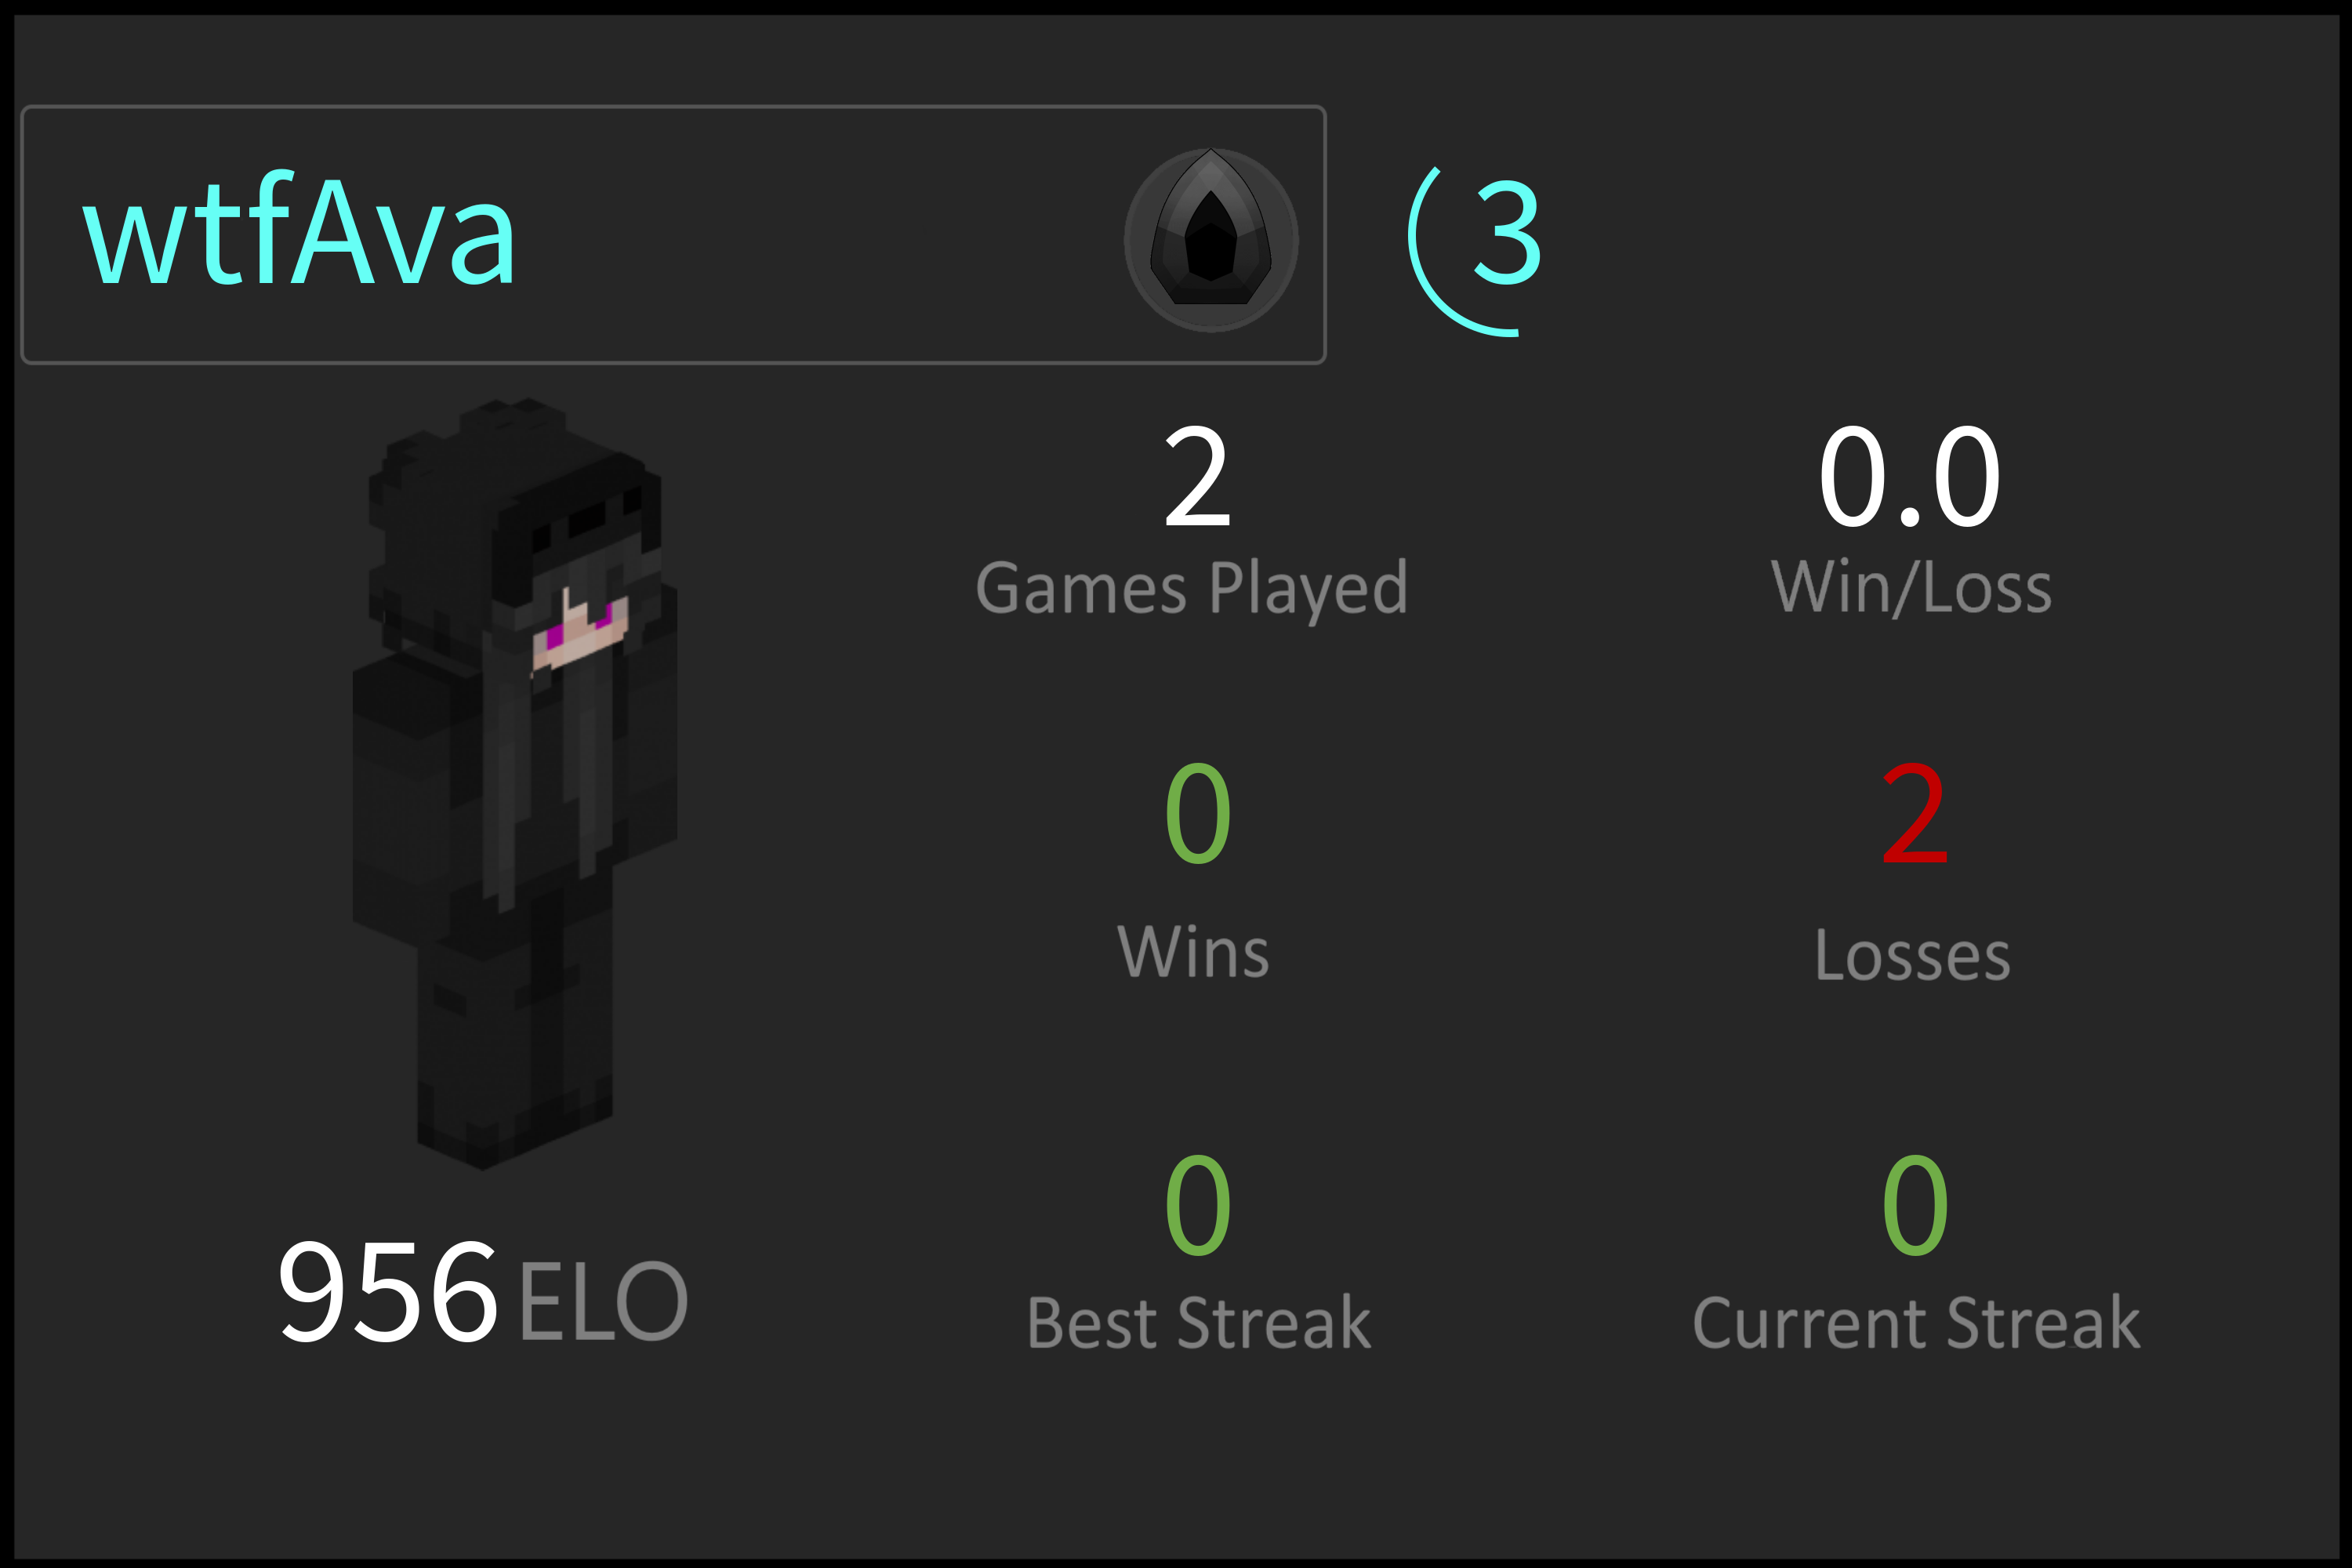 wtfAva
3
2
0.0
Games Played
Win/Loss
0
2
Wins
Losses
0
0
956 ELO
Best Streak
Current Streak